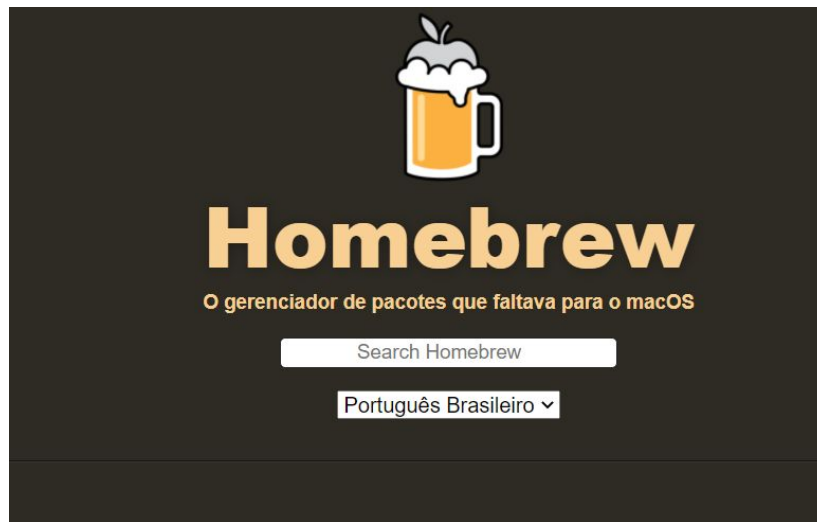 Homebrew
O gerenciador de pacotes que faltava para o macOS
Search Homebrew
Português Brasileiro